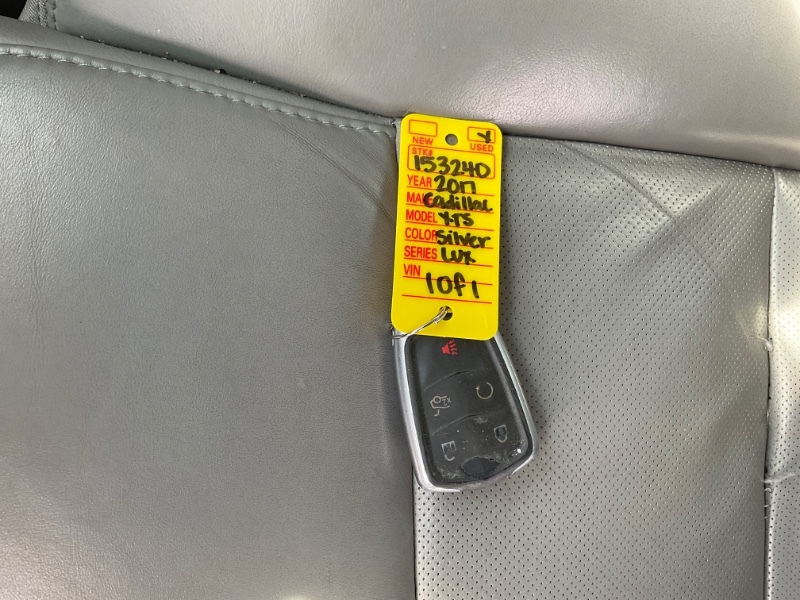 NEW USED
STK#
153240
YEAR 2017
MAKE Cadillac
MODEL XTS
COLOR Silver
SERIES Lux
VIN
1 of 1